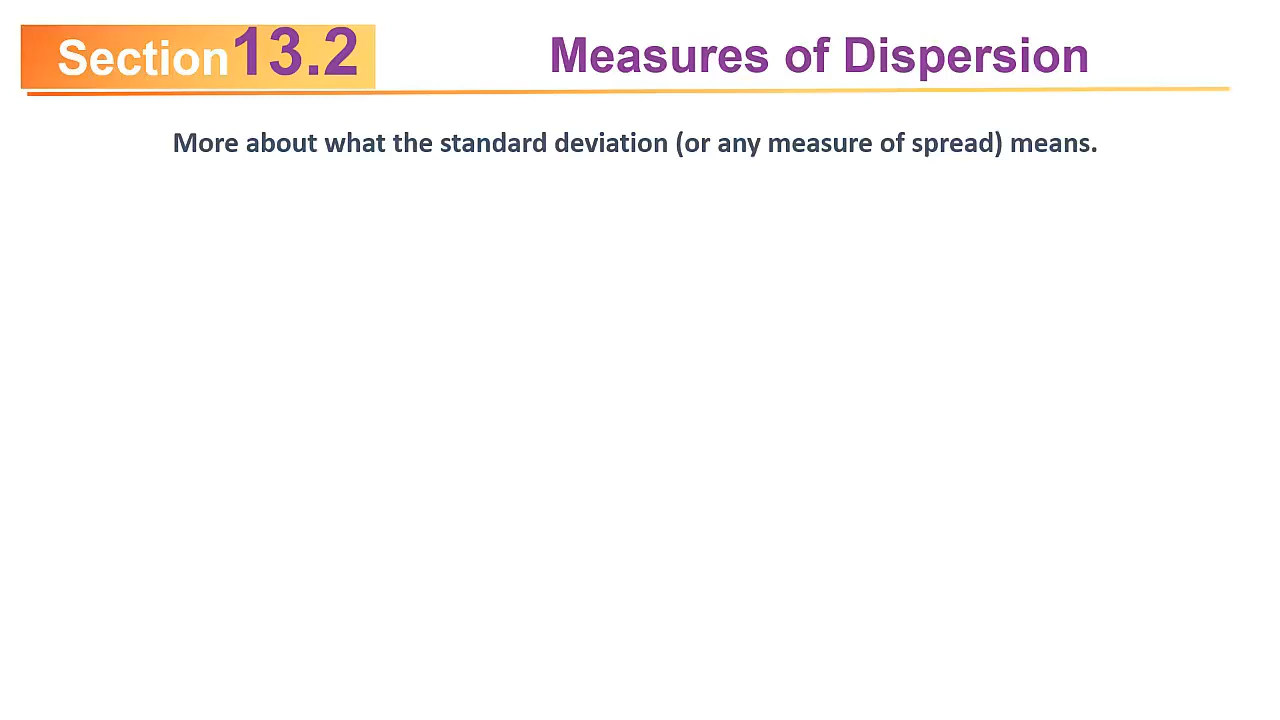 Section 13.2 Measures of Dispersion
More about what the standard deviation (or any measure of spread) means.